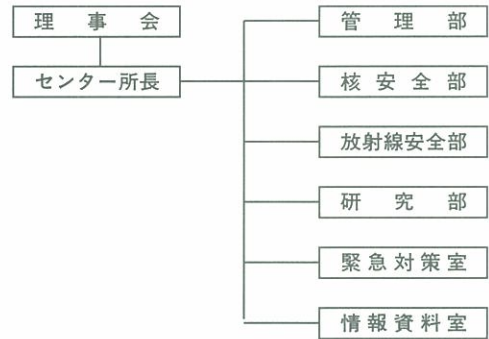 理事会
管理部
センター所長
核安全部
放射線安全部
研究部
緊急対策室
情報資料室